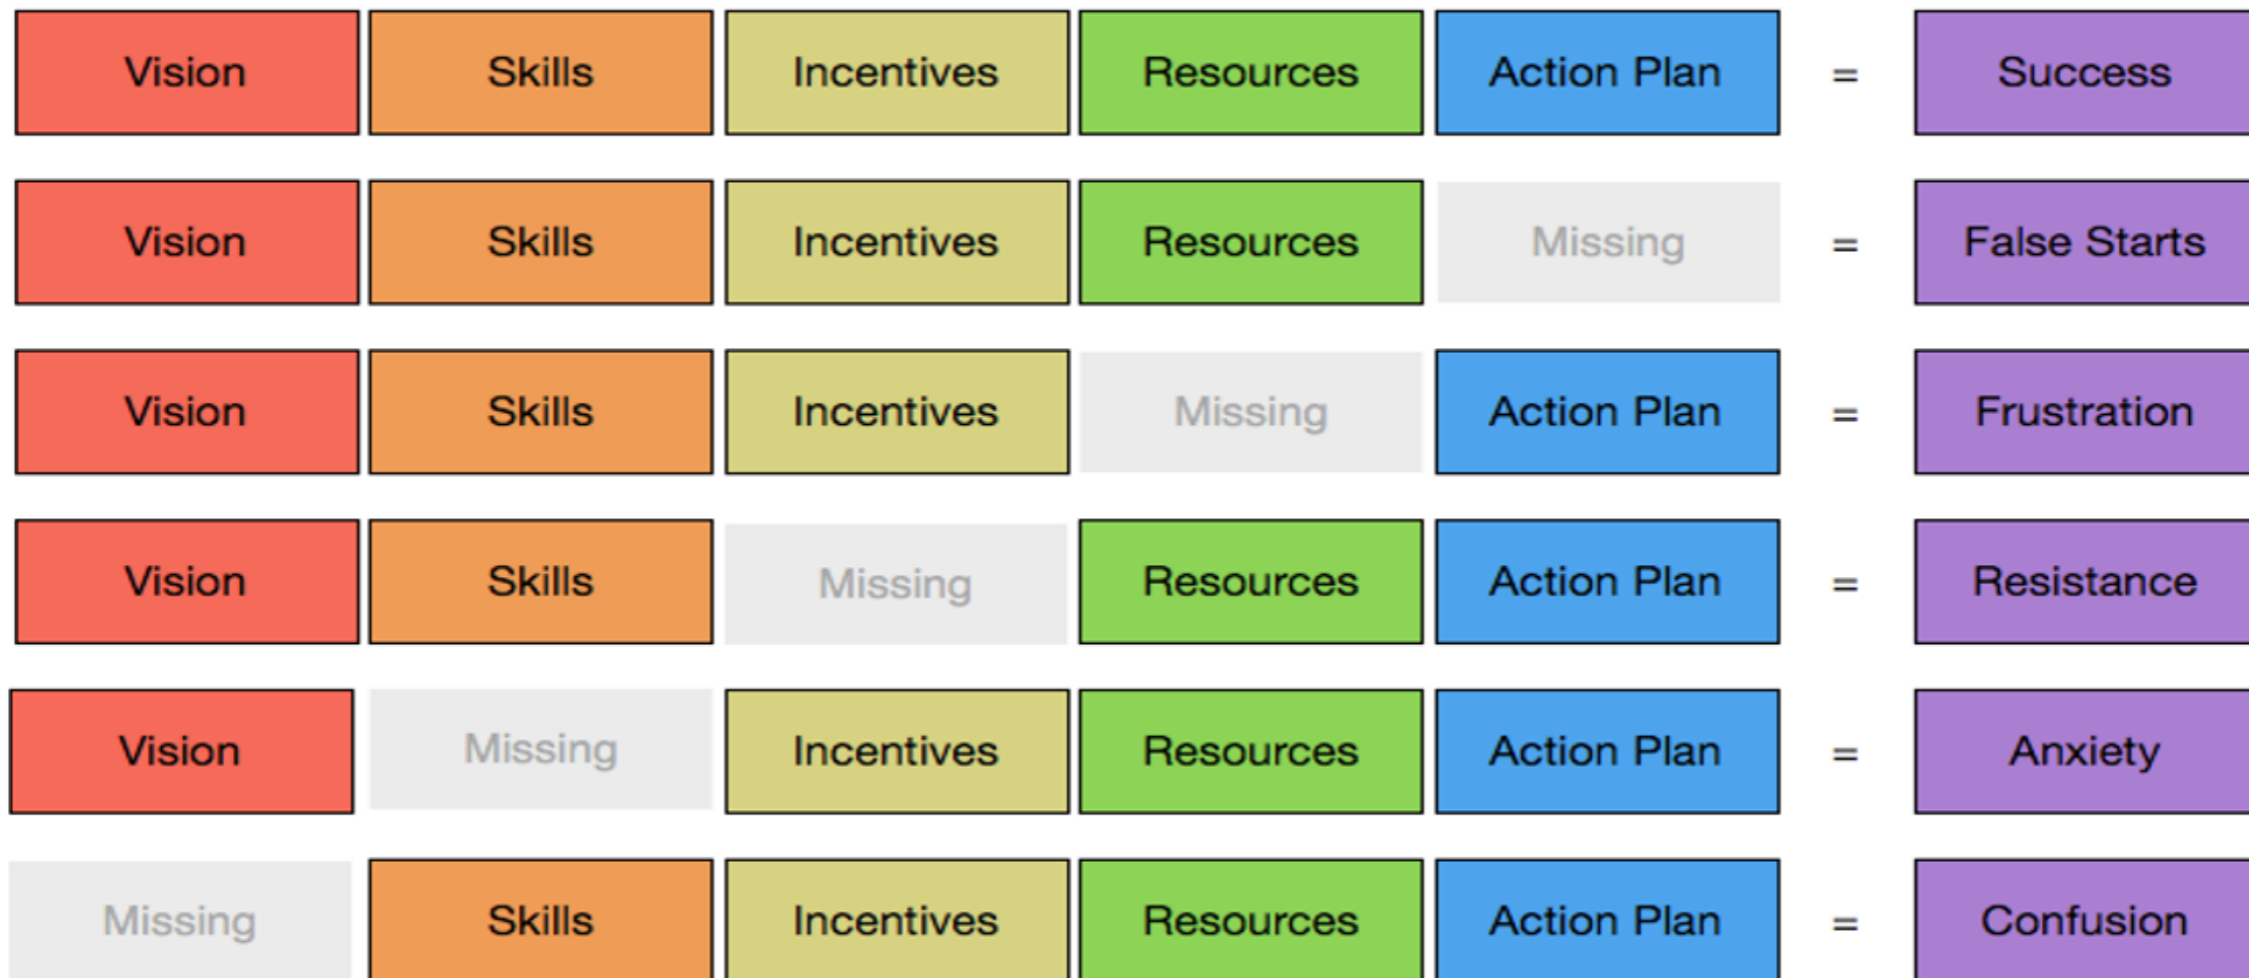 Vision Skills Incentives Resources Action Plan = Success
Vision Skills Incentives Resources Missing = False Starts
Vision Skills Incentives Missing Action Plan = Frustration
Vision Skills Missing Resources Action Plan = Resistance
Vision Missing Incentives Resources Action Plan = Anxiety
Missing Skills Incentives Resources Action Plan = Confusion